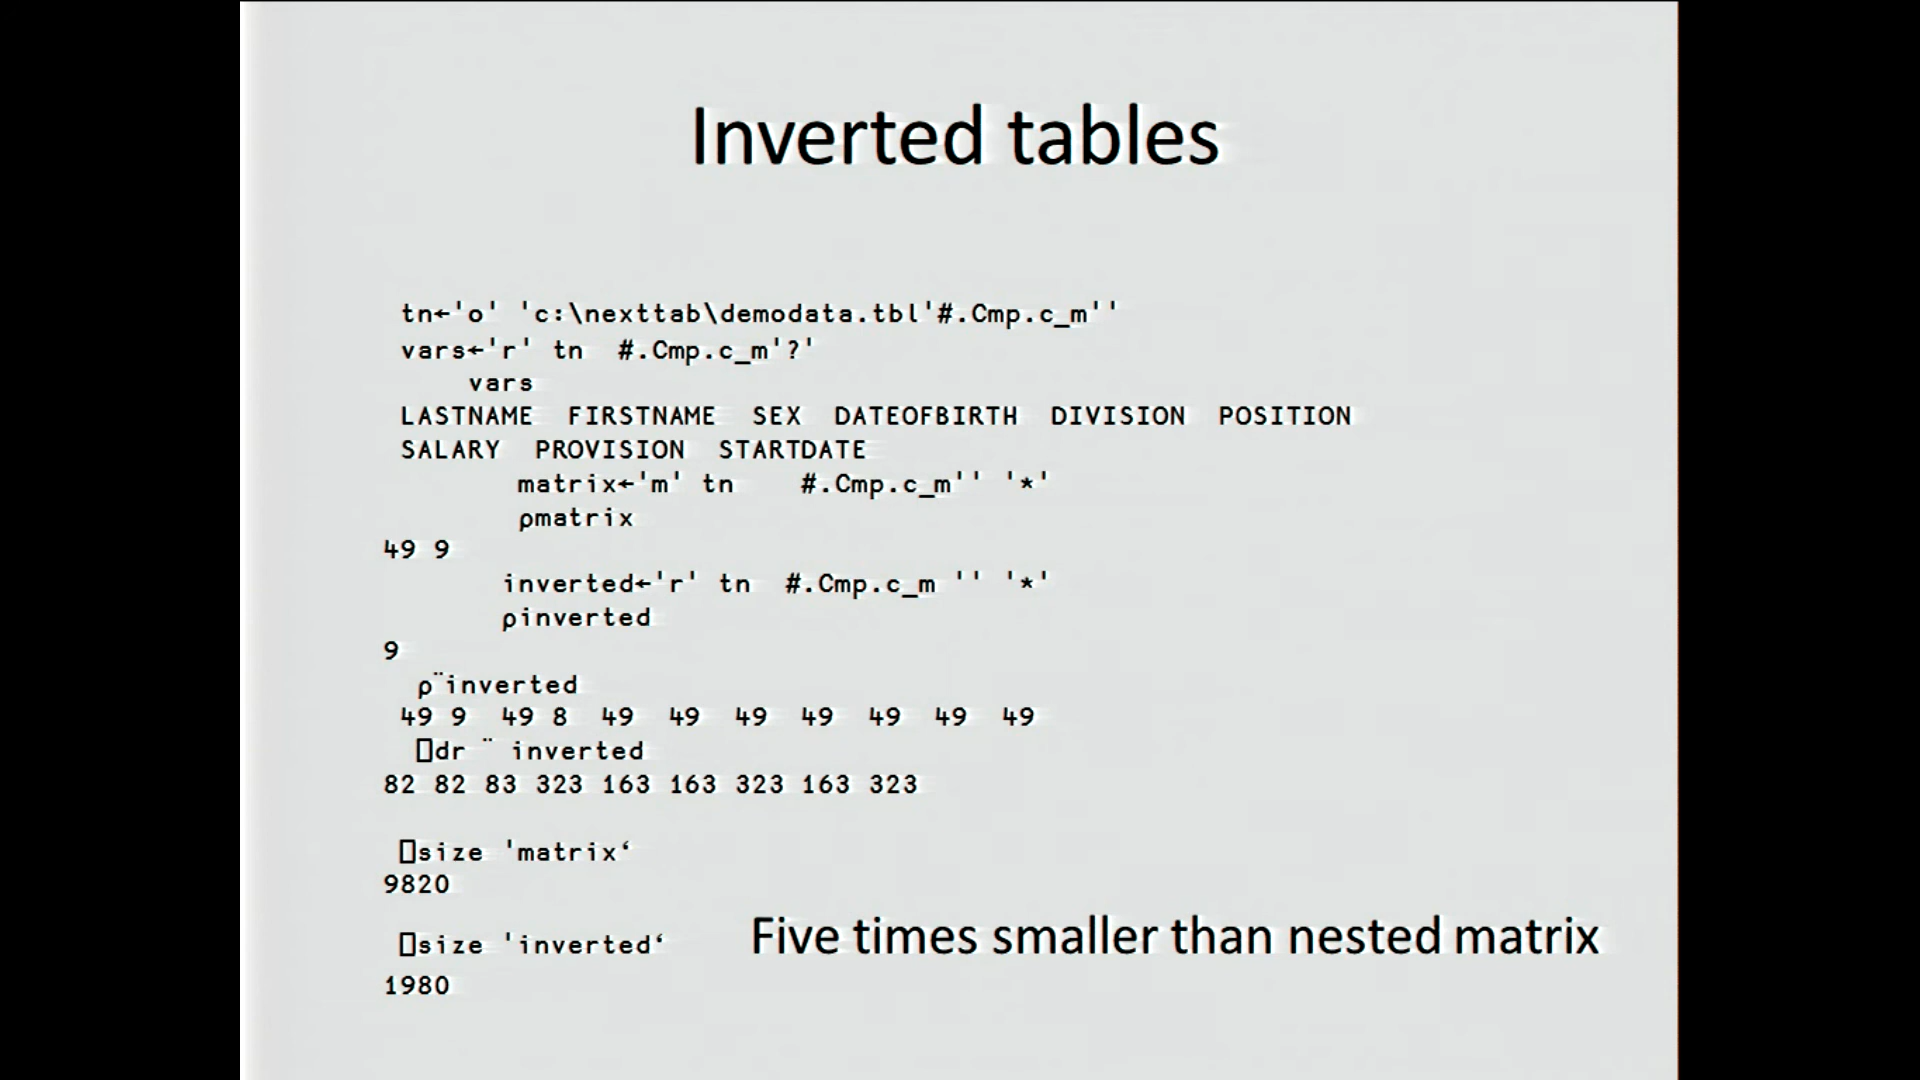 Inverted tables
tn←'o' 'c:\nexttab\demodata.tbl'#.Cmp.c_m''
vars←'r' tn  #.Cmp.c_m'?'
vars
LASTNAME  FIRSTNAME  SEX  DATEOFBIRTH  DIVISION  POSITION
SALARY  PROVISION  STARTDATE
matrix←'m' tn    #.Cmp.c_m'' '*'
⍴matrix
49 9
inverted←'r' tn  #.Cmp.c_m '' '*'
⍴inverted
9
⍴¨inverted
49 9  49 8  49  49  49  49  49  49  49
⎕dr ¨ inverted
82 82 83 323 163 163 323 163 323
⎕size 'matrix‘
9820
⎕size 'inverted‘
Five times smaller than nested matrix
1980